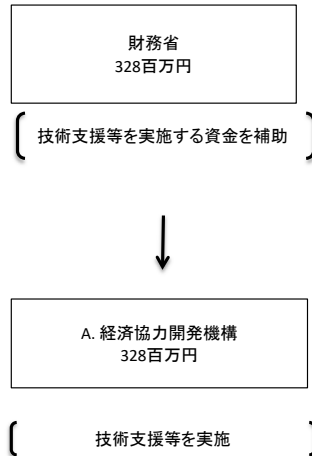 財務省
328百万円
技術支援等を実施する資金を補助
A. 経済協力開発機構
328百万円
技術支援等を実施